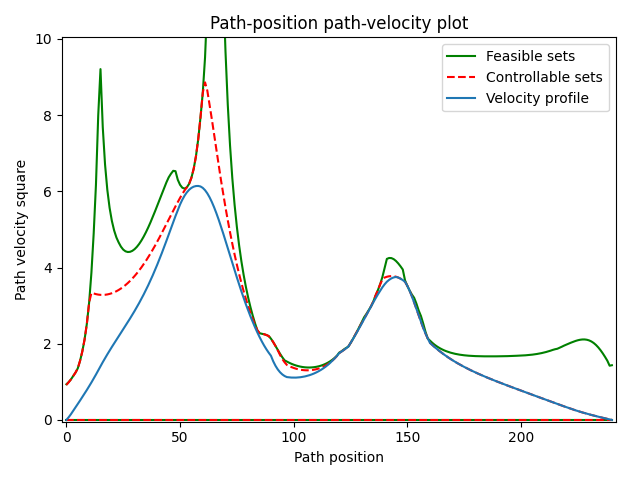 Path-position path-velocity plot
Path velocity square
10
8
6
4
2
0
Feasible sets
Controllable sets
Velocity profile
0 50 100 150 200
Path position